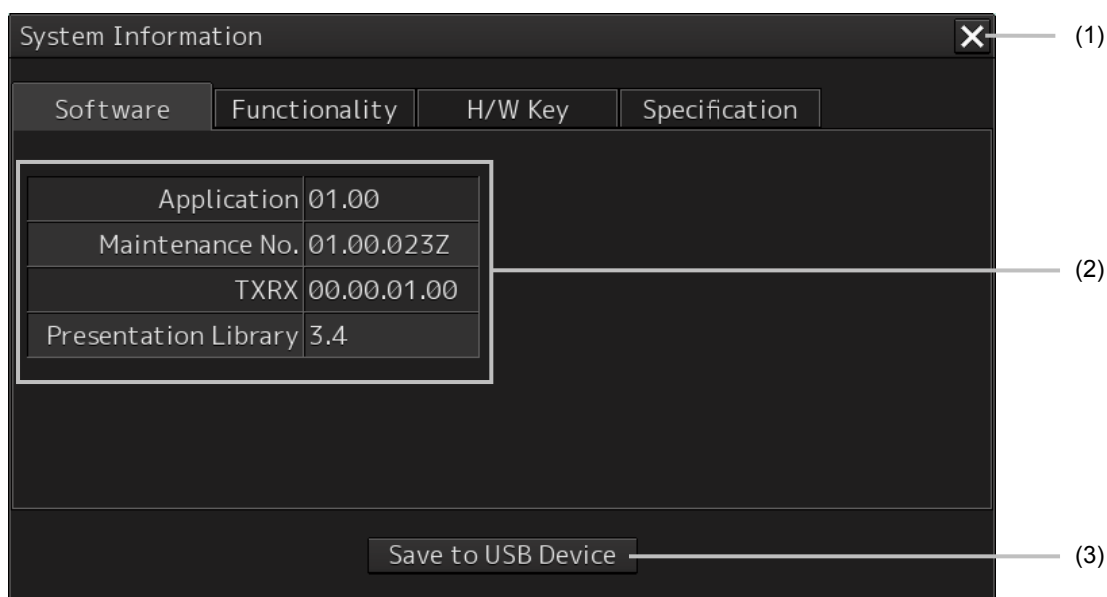 System Information
(1)
Software Functionality H/W Key Specification
Application 01.00
Maintenance No. 01.00.023Z
(2)
TXRX 00.00.01.00
Presentation Library 3.4
Save to USB Device
(3)